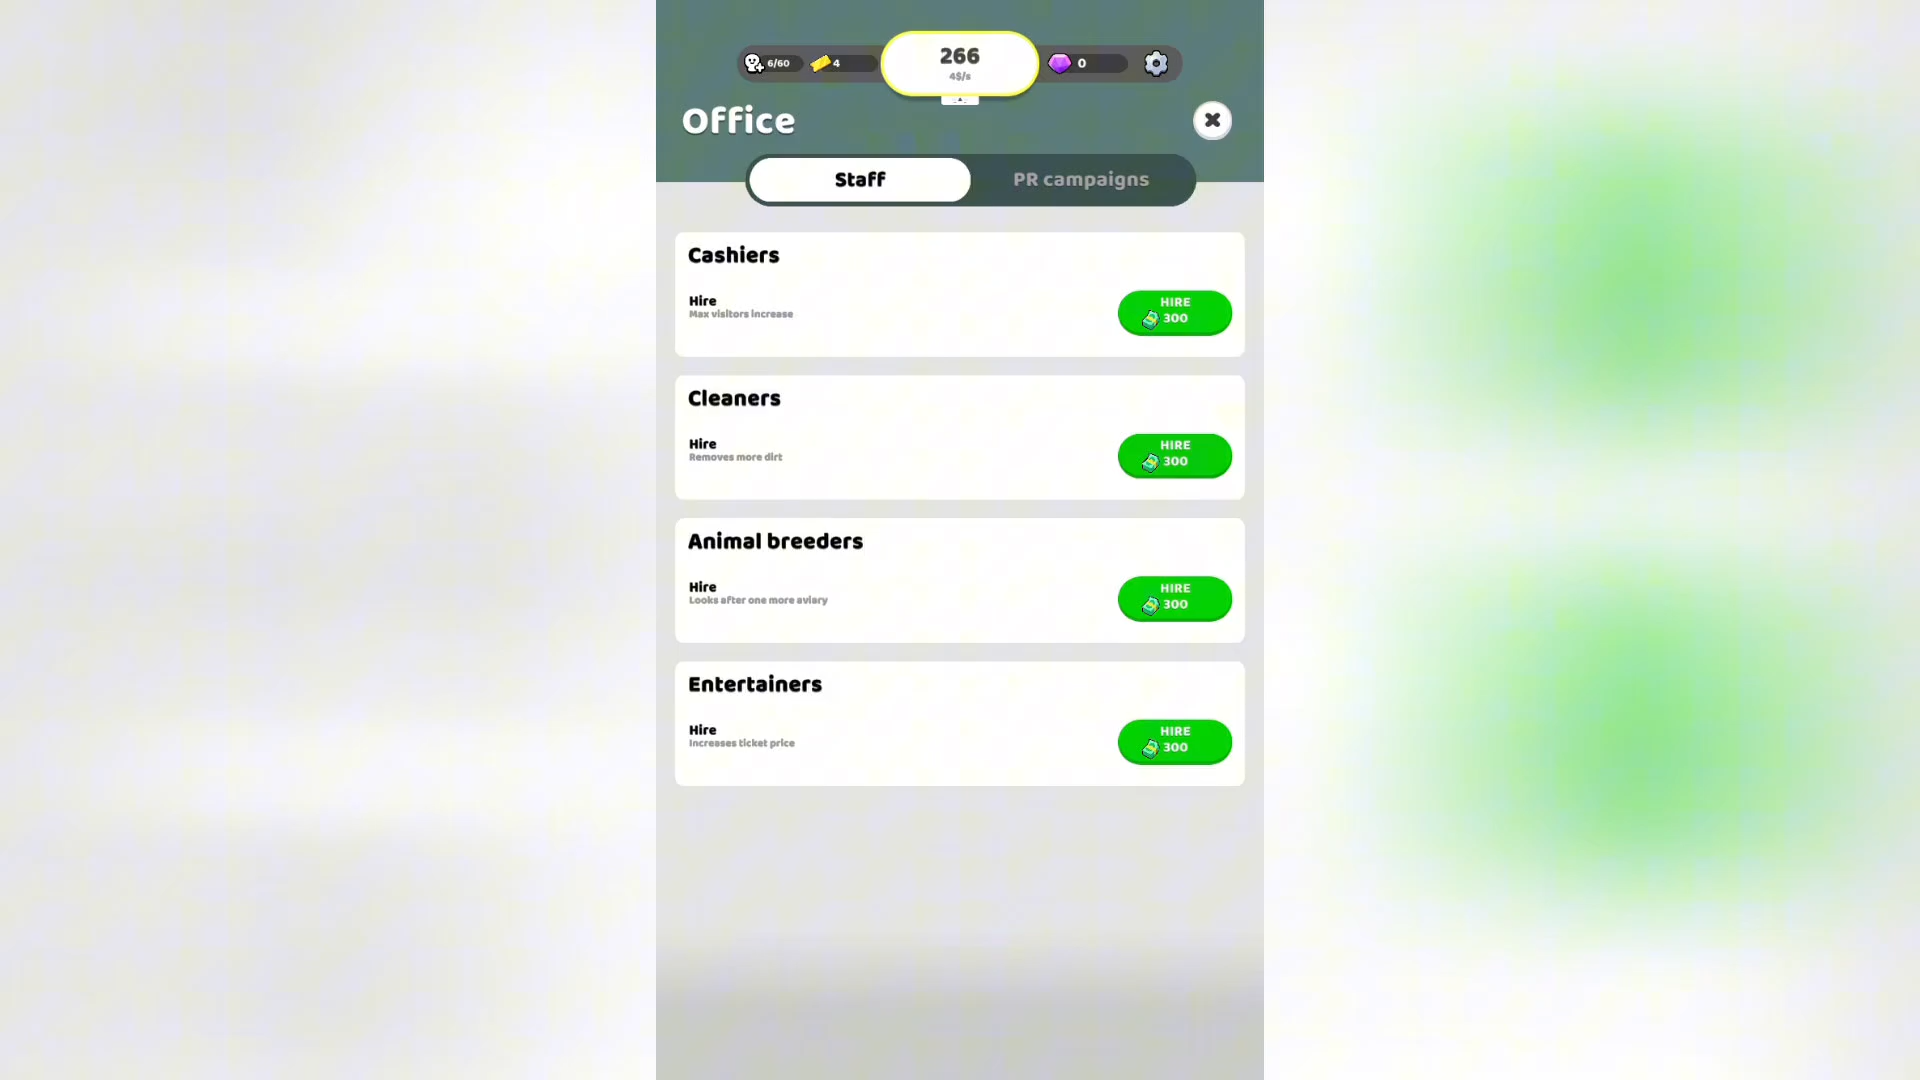 6/60
4
266
4$/s
0
Office
Staff
PR campaigns
Cashiers
Hire
Max visitors increase
HIRE
300
Cleaners
Hire
Removes more dirt
HIRE
300
Animal breeders
Hire
Looks after one more aviary
HIRE
300
Entertainers
Hire
Increases ticket price
HIRE
300